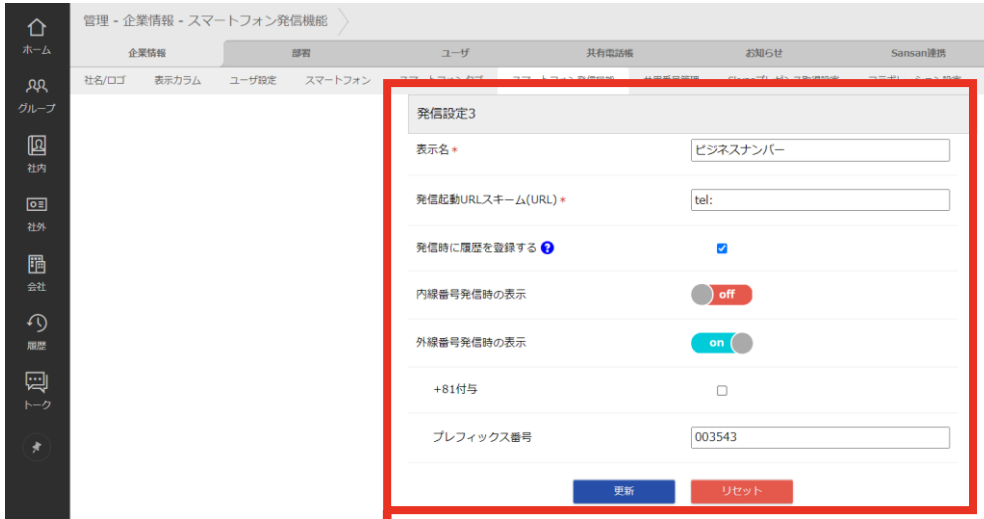 管理 - 企業情報 - スマートフォン発信機能
ホーム
グループ
社内
社外
会社
履歴
トーク
企業情報 部署 ユーザ 共有電話帳 お知らせ Sansan連携
社名/ロゴ 表示カラム ユーザ設定 スマートフォン
発信設定3
表示名* ビジネスナンバー
発信起動URLスキーム(URL)* tel:
発信時に履歴を登録する ?
内線番号発信時の表示 off
外線番号発信時の表示 on
+81付与
プレフィックス番号 003543
更新 リセット